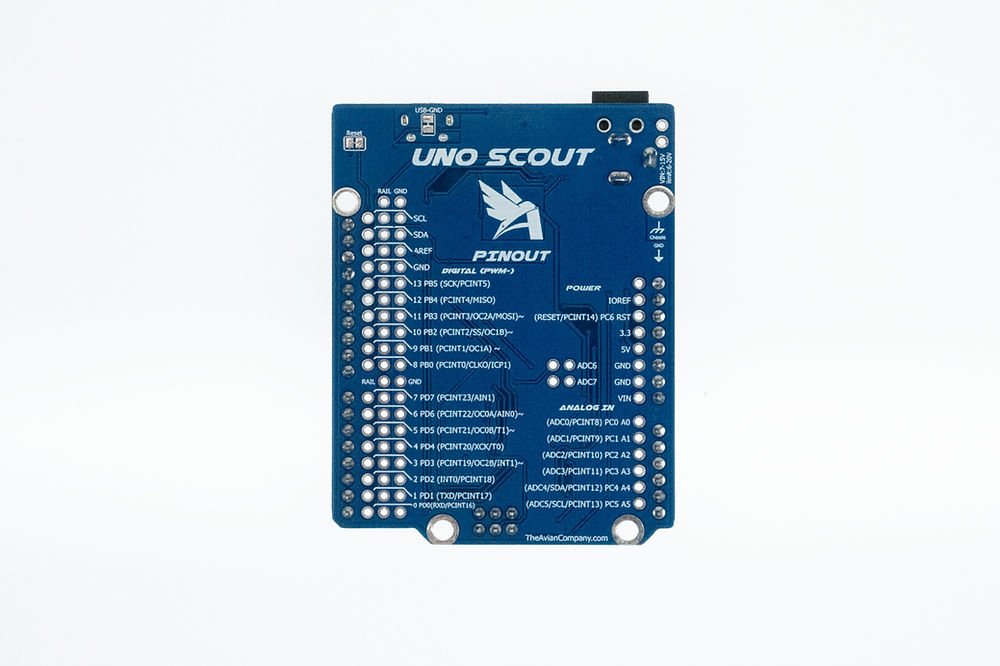 USB-GND
Reset
VIN:7-15V
limit:6-20V
UNO SCOUT
RAIL GND
SCL
SDA
AREF
GND
PINOUT
DIGITAL (PWM~)
13 PB5 (SCK/PCINT5)
12 PB4 (PCINT4/MISO)
11 PB3 (PCINT3/OC2A/MOSI)~
10 PB2 (PCINT2/SS/OC1B)~
9 PB1 (PCINT1/OC1A) ~
8 PB0 (PCINT0/CLKO/ICP1)
RAIL GND
7 PD7 (PCINT23/AIN1)
6 PD6 (PCINT22/OC0A/AIN0)~
5 PD5 (PCINT21/OC0B/T1)~
4 PD4 (PCINT20/XCK/T0)
3 PD3 (PCINT19/OC2B/INT1)~
2 PD2 (INT0/PCINT18)
1 PD1 (TXD/PCINT17)
0 PD0(RXD/PCINT16)
Chassis
GND
POWER
IOREF
(RESET/PCINT14) PC6 RST
3.3
5V
ADC6 GND
ADC7 GND
VIN
ANALOG IN
(ADC0/PCINT8) PC0 A0
(ADC1/PCINT9) PC1 A1
(ADC2/PCINT10) PC2 A2
(ADC3/PCINT11) PC3 A3
(ADC4/SDA/PCINT12) PC4 A4
(ADC5/SCL/PCINT13) PC5 A5
TheAvianCompany.com